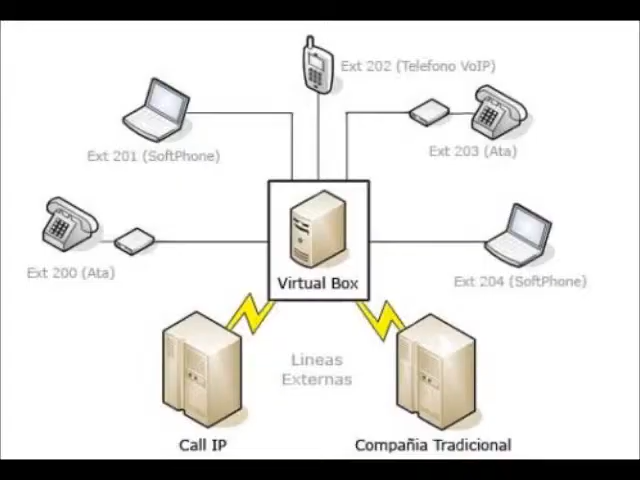 Ext 202 (Telefono VoIP)
Ext 201 (SoftPhone)
Ext 203 (Ata)
Ext 200 (Ata)
Ext 204 (SoftPhone)
Virtual Box
Lineas
Externas
Call IP
Compañia Tradicional